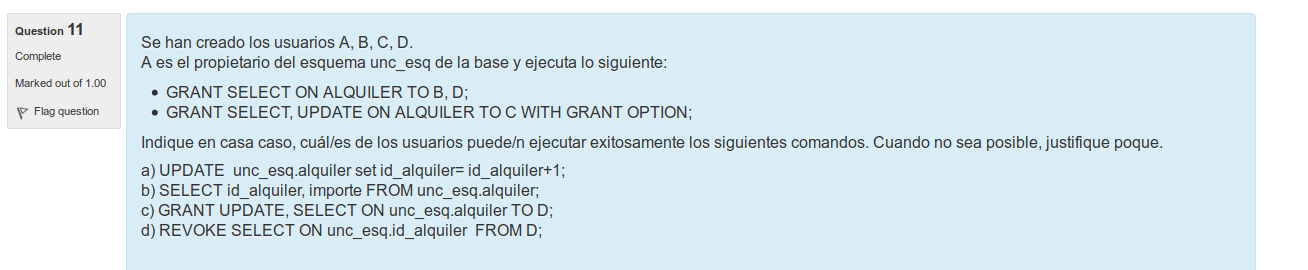 Question 11
Complete
Marked out of 1.00
Flag question
Se han creado los usuarios A, B, C, D.
A es el propietario del esquema unc_esq de la base y ejecuta lo siguiente:
• GRANT SELECT ON ALQUILER TO B, D;
• GRANT SELECT, UPDATE ON ALQUILER TO C WITH GRANT OPTION;
Indique en casa caso, cuál/es de los usuarios puede/n ejecutar exitosamente los siguientes comandos. Cuando no sea posible, justifique poque.
a) UPDATE unc_esq.alquiler set id_alquiler= id_alquiler+1;
b) SELECT id_alquiler, importe FROM unc_esq.alquiler;
c) GRANT UPDATE, SELECT ON unc_esq.alquiler TO D;
d) REVOKE SELECT ON unc_esq.id_alquiler FROM D;